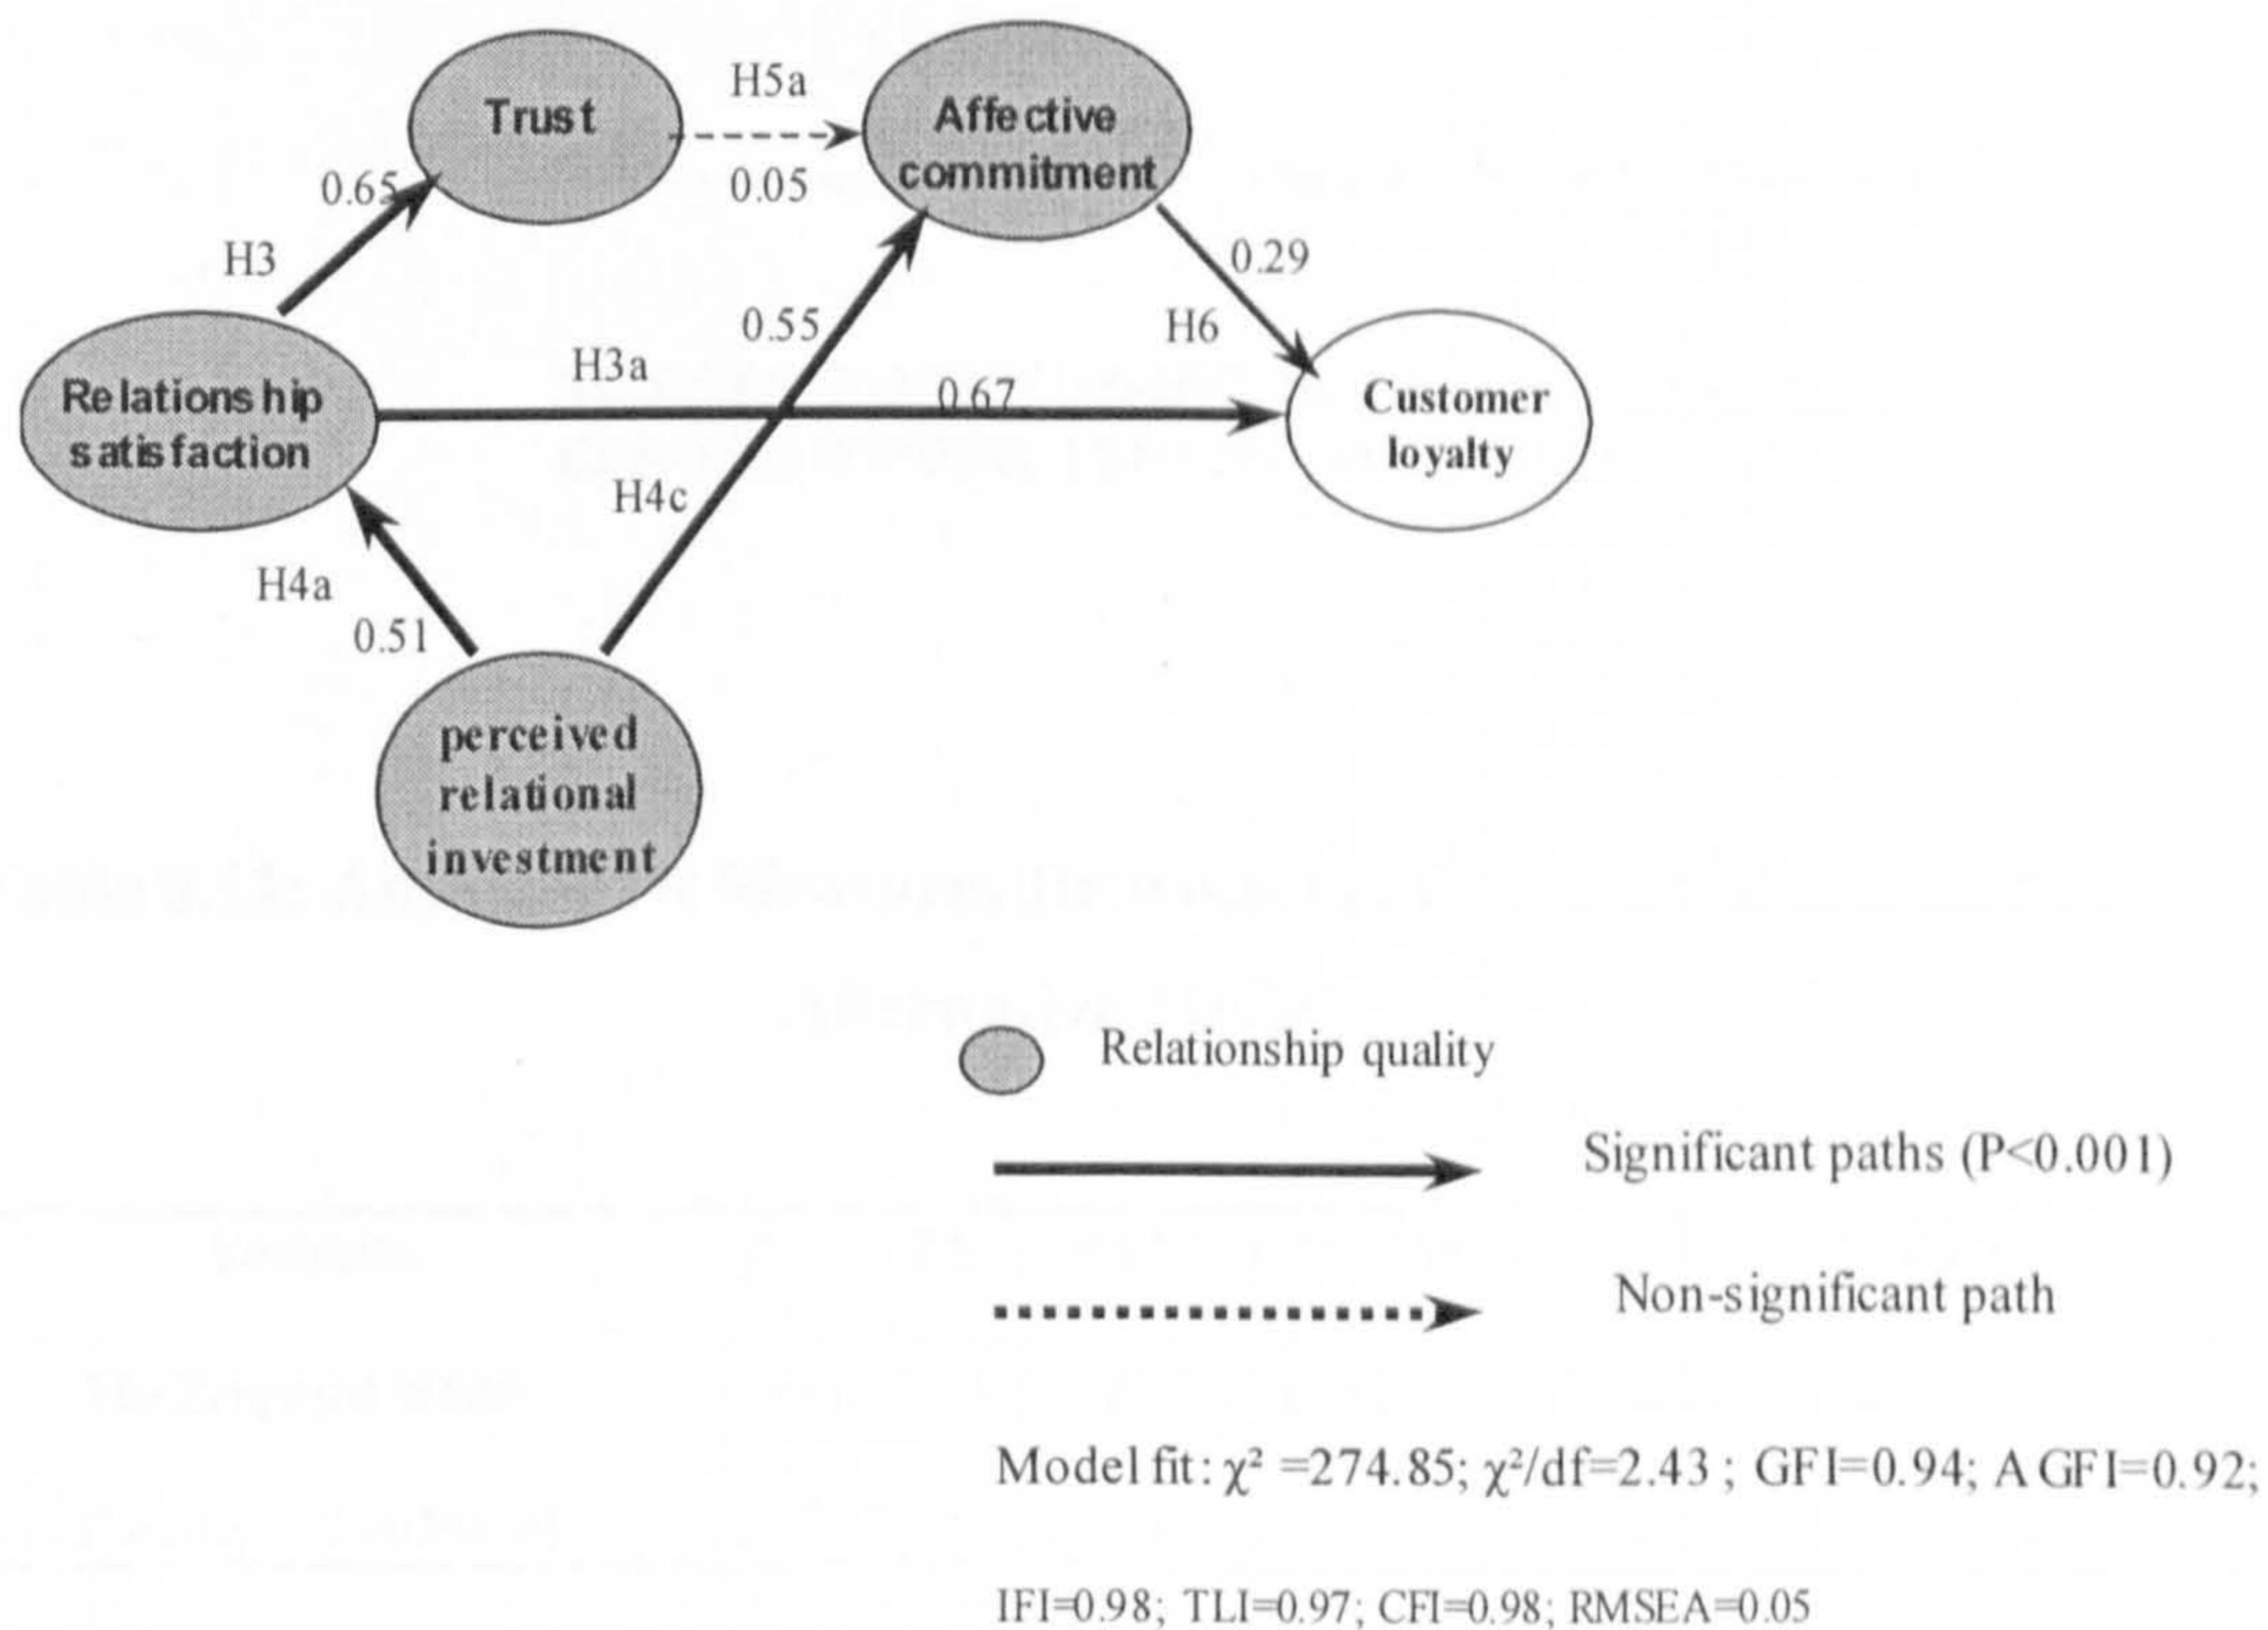 H5a
Trust
Affective
commitment
0.65
0.05
H3
0.29
0.55
H6
H3a
0.67
Relationship
satisfaction
Customer
loyalty
H4c
H4a
0.51
perceived
relational
investment
Relationship quality
Significant paths (P<0.001)
Non-significant path
Model fit: χ² =274.85; χ²/df=2.43 ; GFI=0.94; AGFI=0.92;
IFI=0.98; TLI=0.97; CFI=0.98; RMSEA=0.05